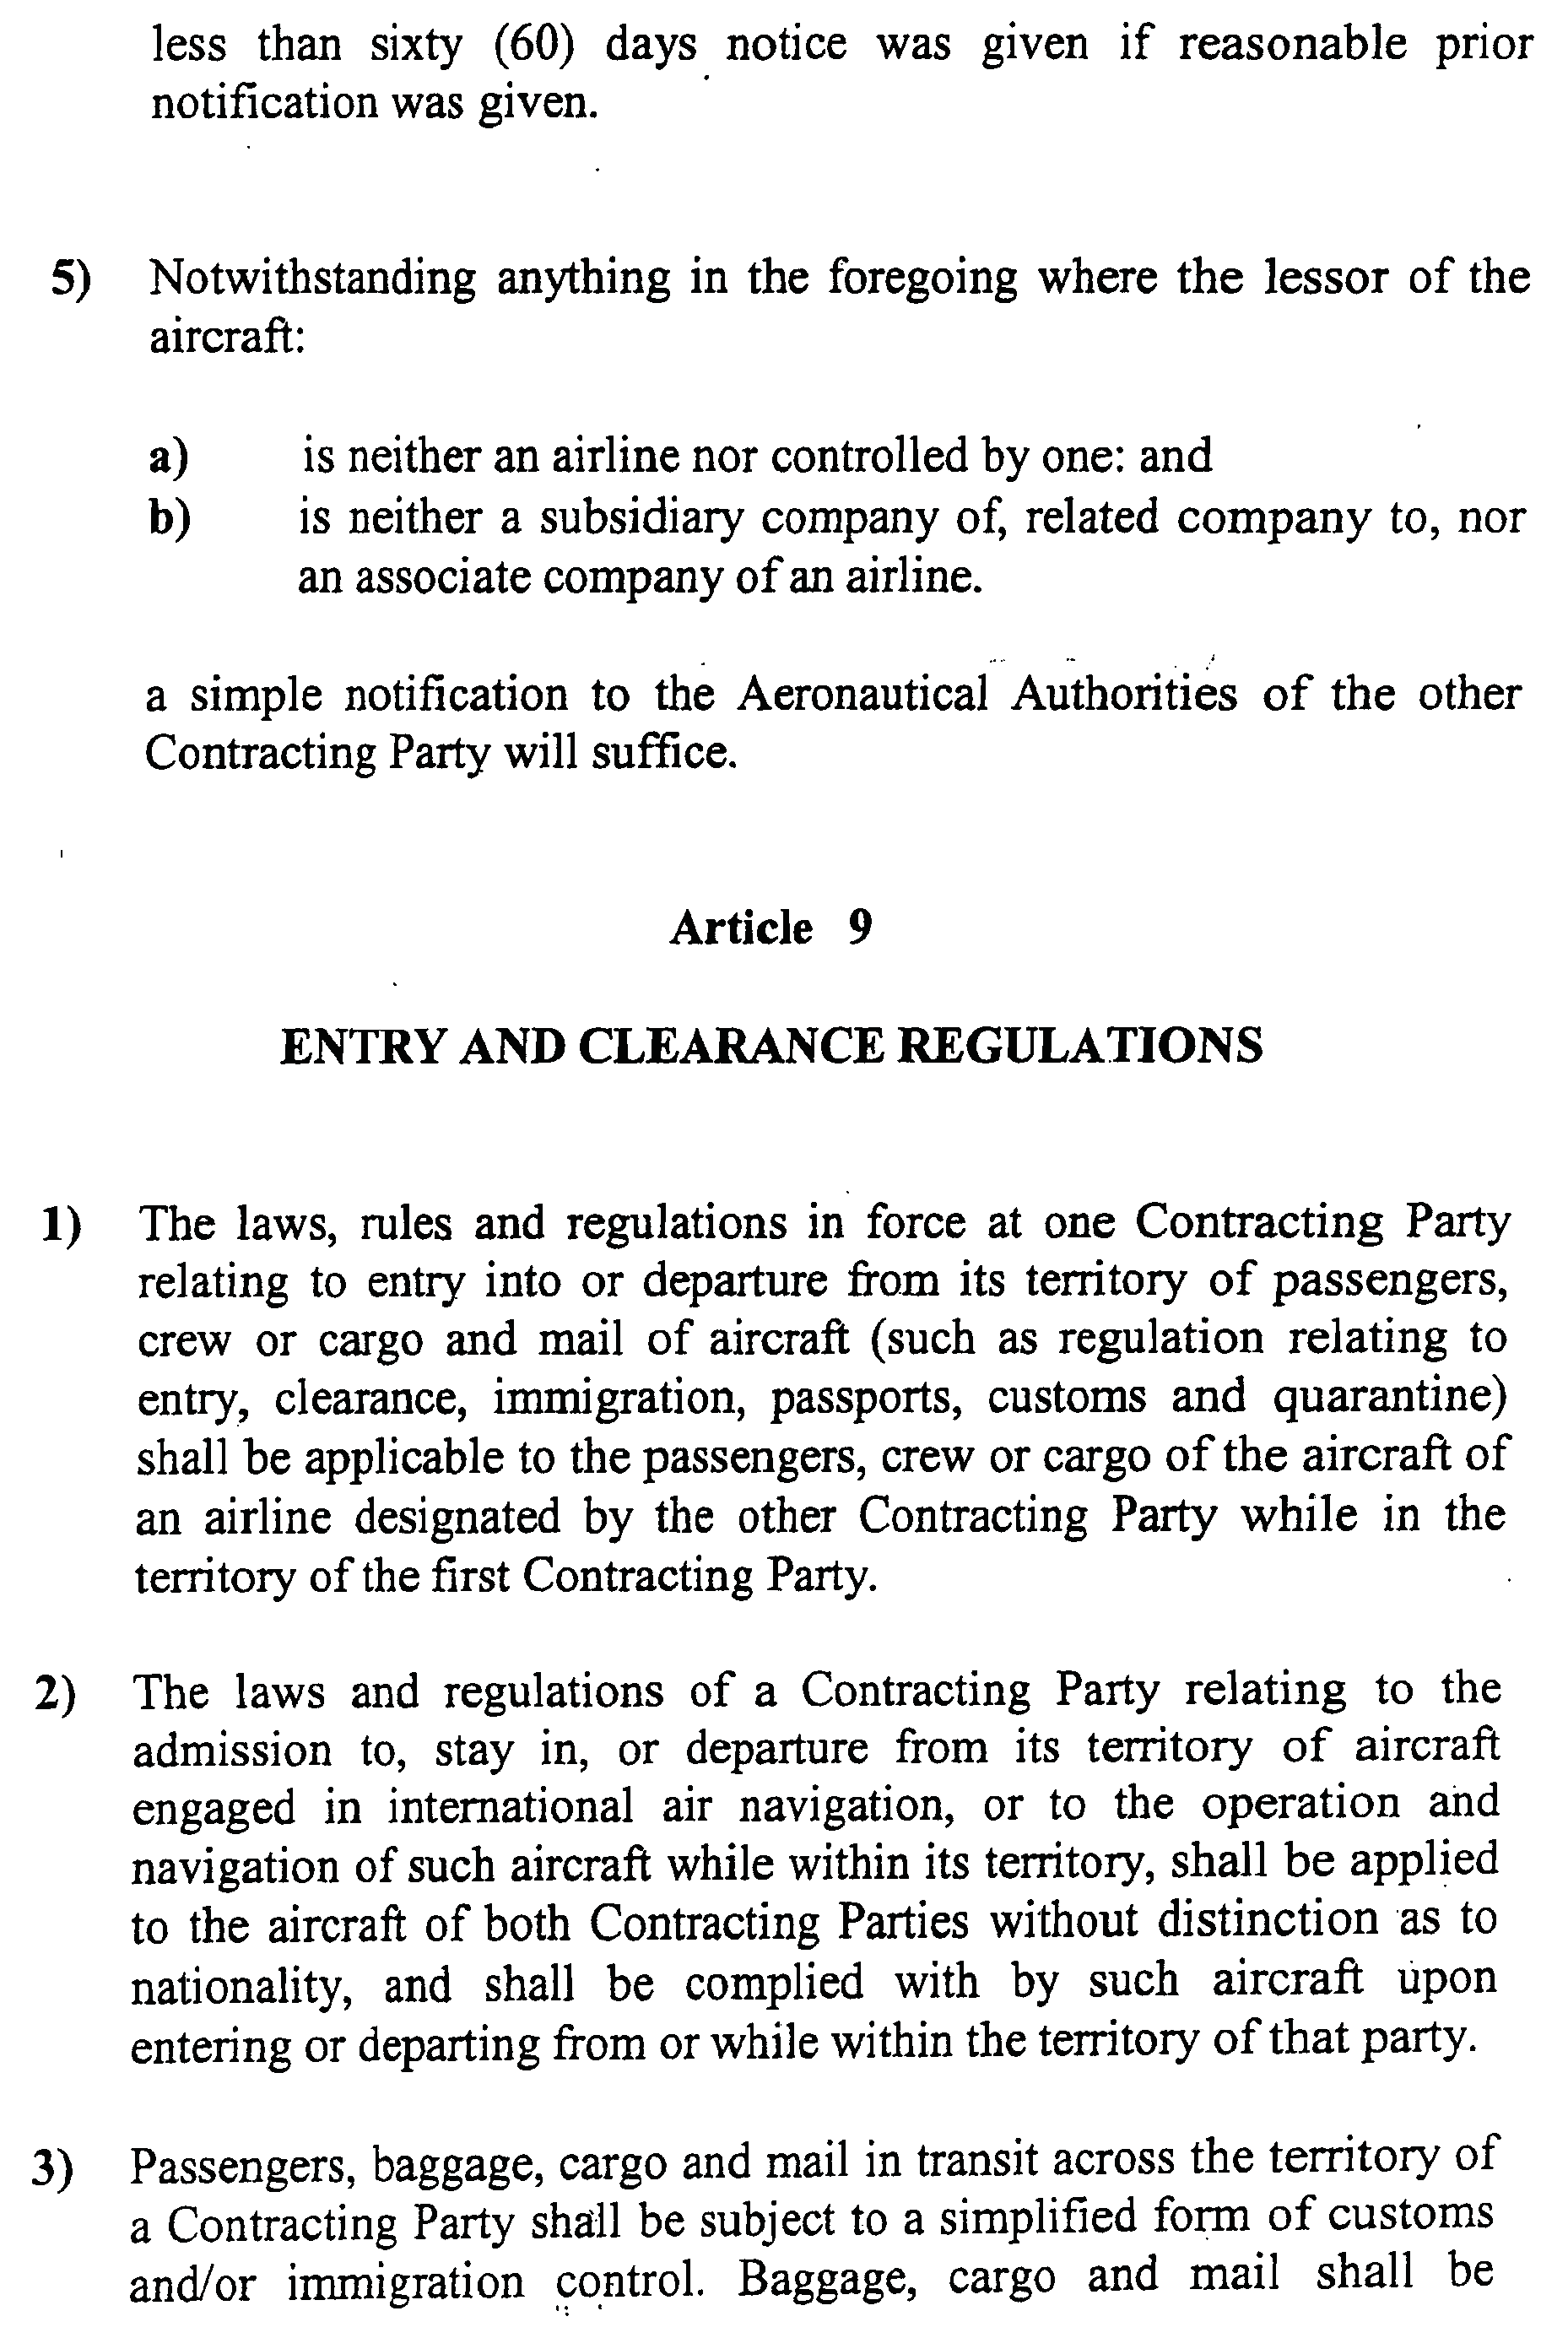 less than sixty (60) days notice was given if reasonable prior
notification was given.
5) Notwithstanding anything in the foregoing where the lessor of the
aircraft:
a) is neither an airline nor controlled by one: and
b) is neither a subsidiary company of, related company to, nor
an associate company of an airline.
a simple notification to the Aeronautical Authorities of the other
Contracting Party will suffice.
Article 9
ENTRY AND CLEARANCE REGULATIONS
1) The laws, rules and regulations in force at one Contracting Party
relating to entry into or departure from its territory of passengers,
crew or cargo and mail of aircraft (such as regulation relating to
entry, clearance, immigration, passports, customs and quarantine)
shall be applicable to the passengers, crew or cargo of the aircraft of
an airline designated by the other Contracting Party while in the
territory of the first Contracting Party.
2) The laws and regulations of a Contracting Party relating to the
admission to, stay in, or departure from its territory of aircraft
engaged in international air navigation, or to the operation and
navigation of such aircraft while within its territory, shall be applied
to the aircraft of both Contracting Parties without distinction as to
nationality, and shall be complied with by such aircraft upon
entering or departing from or while within the territory of that party.
3) Passengers, baggage, cargo and mail in transit across the territory of
a Contracting Party shall be subject to a simplified form of customs
and/or immigration control. Baggage, cargo and mail shall be